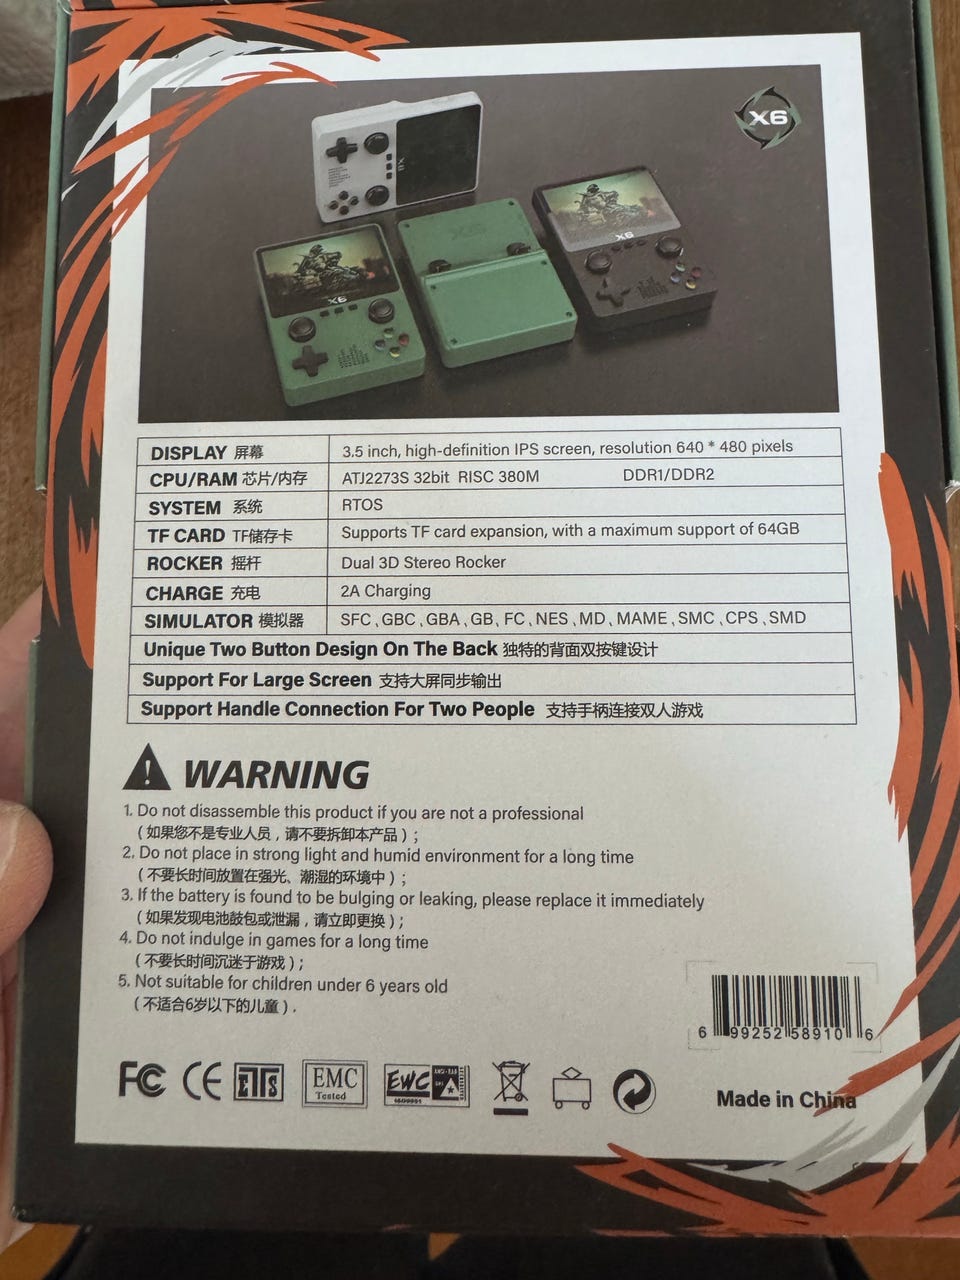 X6
X6
X6
X6
X6
DISPLAY 屏幕 3.5 inch, high-definition IPS screen, resolution 640 * 480 pixels
CPU/RAM 芯片/内存 ATJ2273S 32bit RISC 380M DDR1/DDR2
SYSTEM 系统 RTOS
TF CARD TF储存卡 Supports TF card expansion, with a maximum support of 64GB
ROCKER 摇杆 Dual 3D Stereo Rocker
CHARGE 充电 2A Charging
SIMULATOR 模拟器 SFC、GBC、GBA、GB、FC、NES、MD、MAME、SMC、CPS、SMD
Unique Two Button Design On The Back 独特的背面双按键设计
Support For Large Screen 支持大屏同步输出
Support Handle Connection For Two People 支持手柄连接双人游戏
WARNING
1. Do not disassemble this product if you are not a professional
（如果您不是专业人员，请不要拆卸本产品）;
2. Do not place in strong light and humid environment for a long time
（不要长时间放置在强光、潮湿的环境中）;
3. If the battery is found to be bulging or leaking, please replace it immediately
（如果发现电池鼓包或泄漏，请立即更换）;
4. Do not indulge in games for a long time
（不要长时间沉迷于游戏）;
5. Not suitable for children under 6 years old
（不适合6岁以下的儿童）.
6 99252 58910 6
FC CE ETS EMC Tested EWC ISO9001
Made in China